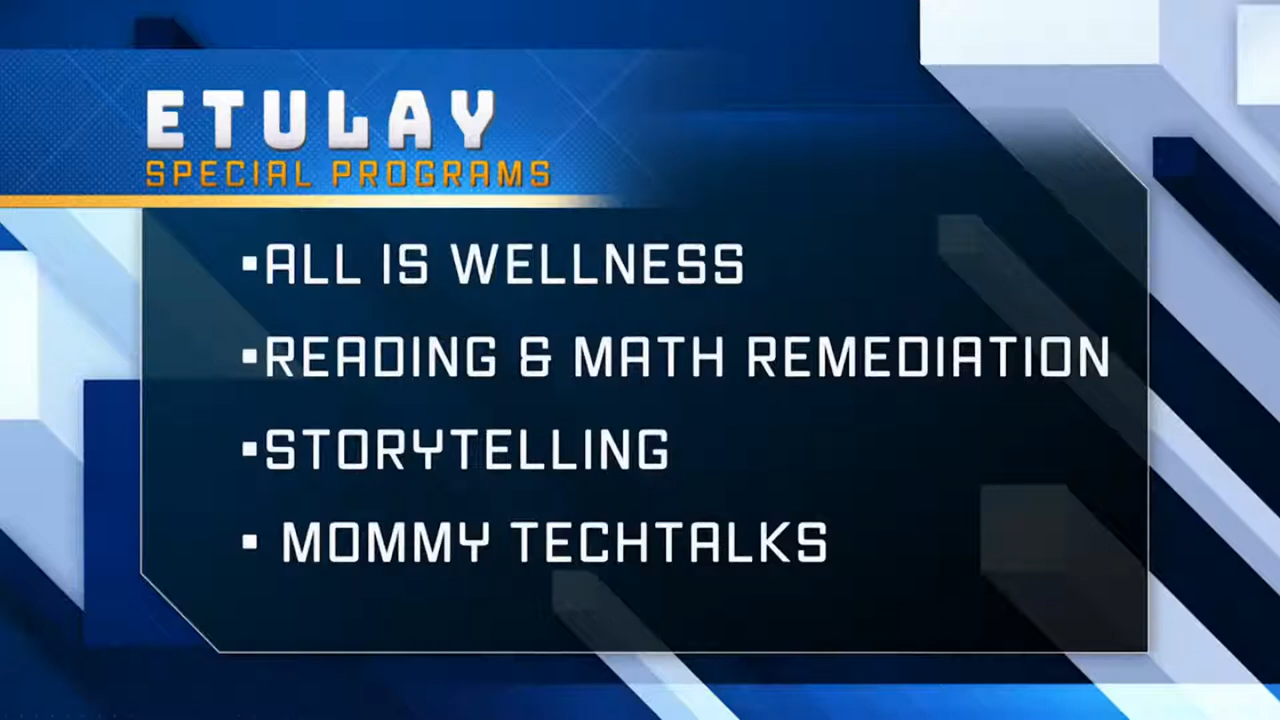 ETULAY
SPECIAL PROGRAMS
▪ALL IS WELLNESS
▪READING & MATH REMEDIATION
▪STORYTELLING
▪ MOMMY TECHTALKS